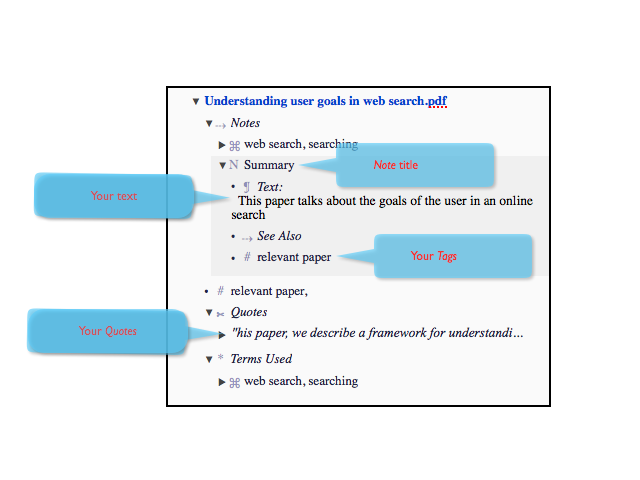 Understanding user goals in web search.pdf
Notes
⌘ web search, searching
N Summary
Note title
¶ Text:
Your text
This paper talks about the goals of the user in an online
search
See Also
# relevant paper
Your Tags
# relevant paper,
Quotes
Your Quotes
"his paper, we describe a framework for understandi…
* Terms Used
⌘ web search, searching